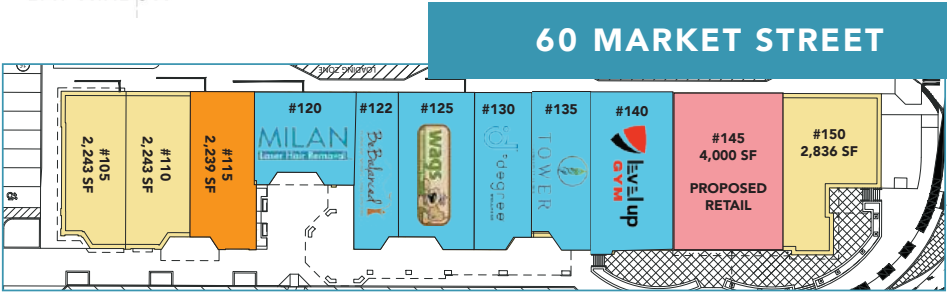 60 MARKET STREET
LOADING ZONE
#105
2,243 SF
#110
2,243 SF
#115
2,239 SF
#120
MILAN
Laser Hair Removal
#122
BeBalanced
#125
wags
#130
d°degree
#135
TOWER
#140
levelup
GYM
#145
4,000 SF
PROPOSED
RETAIL
#150
2,836 SF